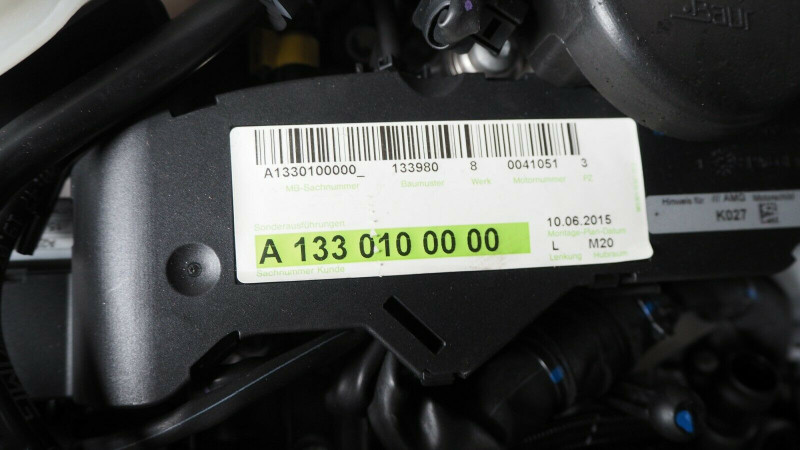 A1330100000_ 133980 8 0041051 3
MB-Sachnummer Baumuster Werk Motornummer PZ
Sonderausführungen
A 133 010 00 00
Sachnummer Kunde
10.06.2015
Montage-Plan-Datum
L M20
Lenkung Hubraum
Hinweis für AMG
K027